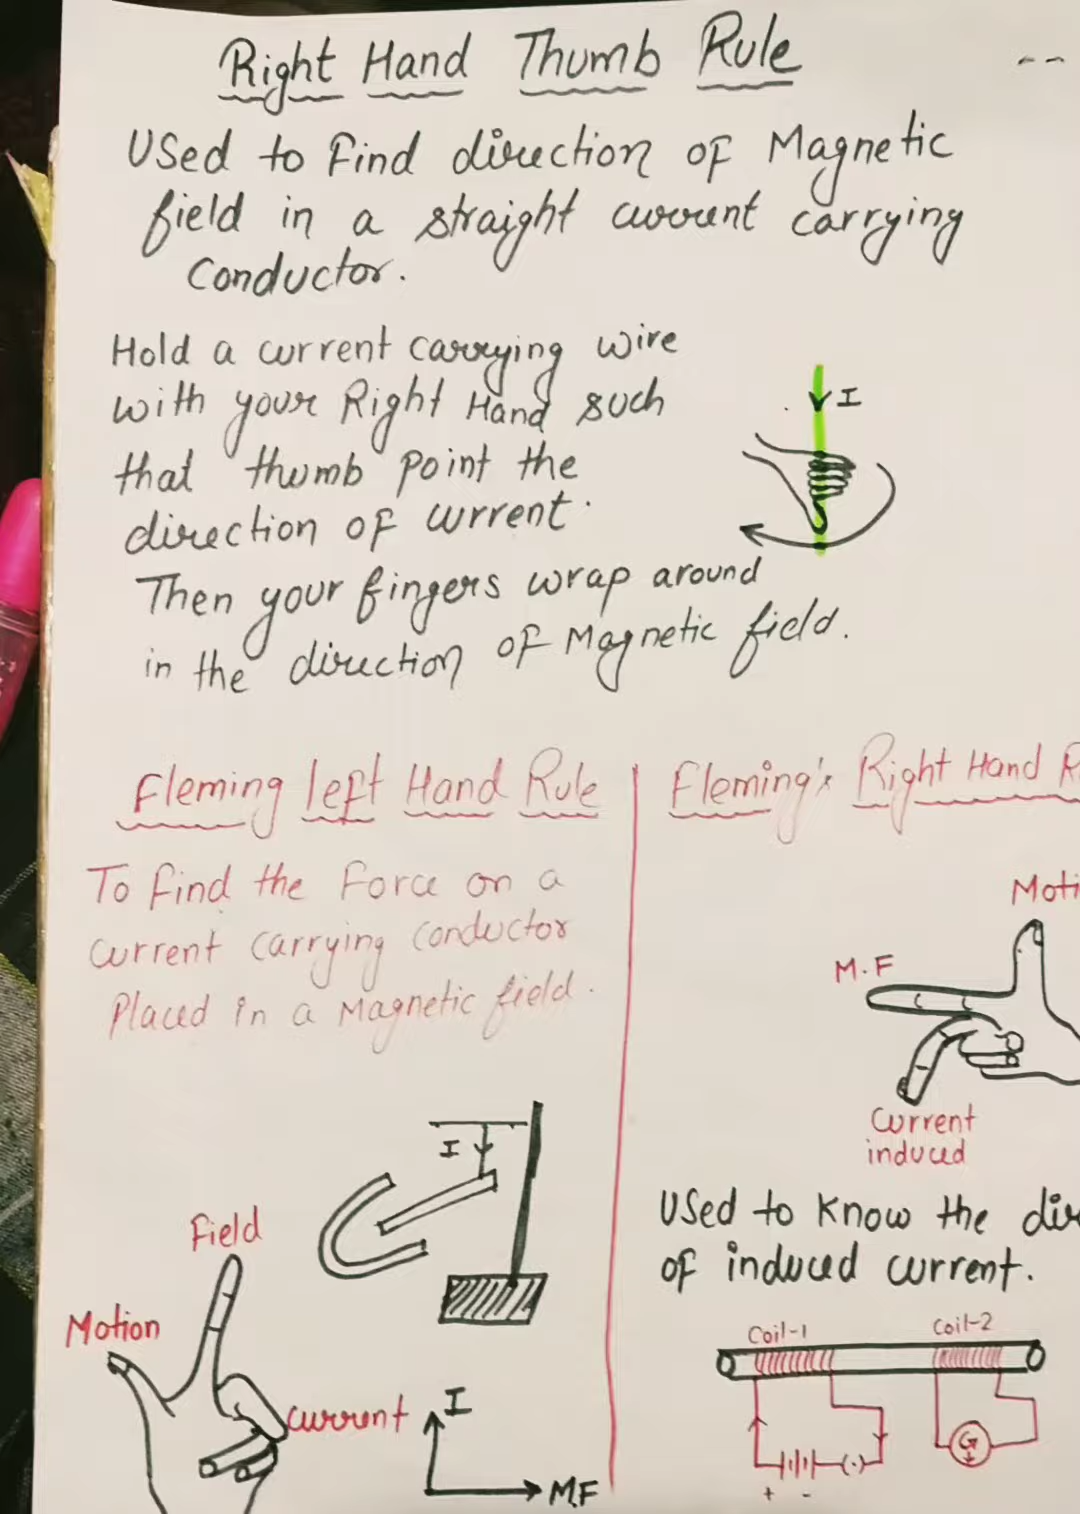 Right Hand Thumb Rule
Used to Find direction of Magnetic
field in a straight current carrying
Conductor.
Hold a current carrying wire
with your Right Hand such
that thumb point the
direction of current.
Then your fingers wrap around
in the direction of Magnetic field.
I
Fleming left Hand Rule
To find the Force on a
current carrying conductor
Placed in a Magnetic field.
I
Field
Motion
current
I
M.F
Fleming's Right Hand R
Moti
M.F
Current
induced
Used to know the dir
of induced current.
Coil-1
Coil-2
G
+ -